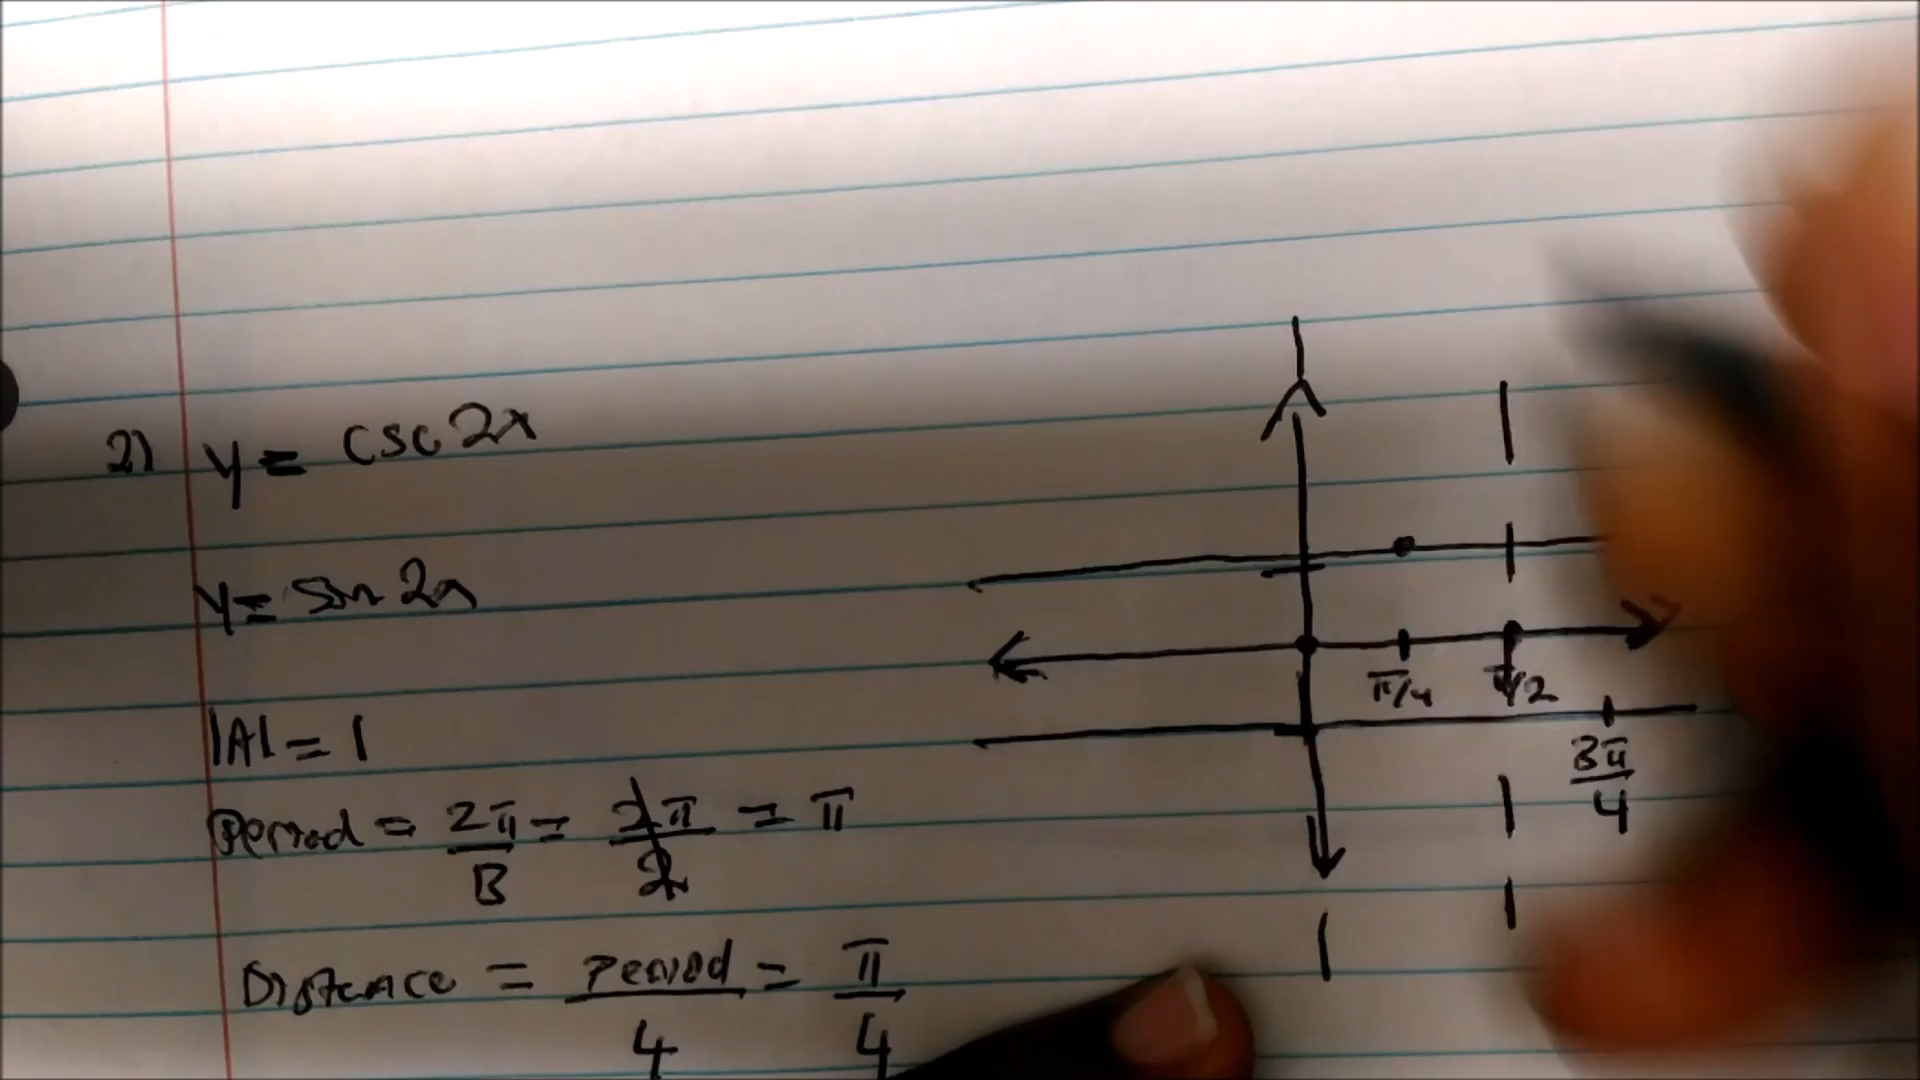 2) y = csc 2x
y = sin 2x
|A| = 1
Period = 2π/B = 2π/2 = π
Distance = Period/4 = π/4
π/4 π/2
3π/4